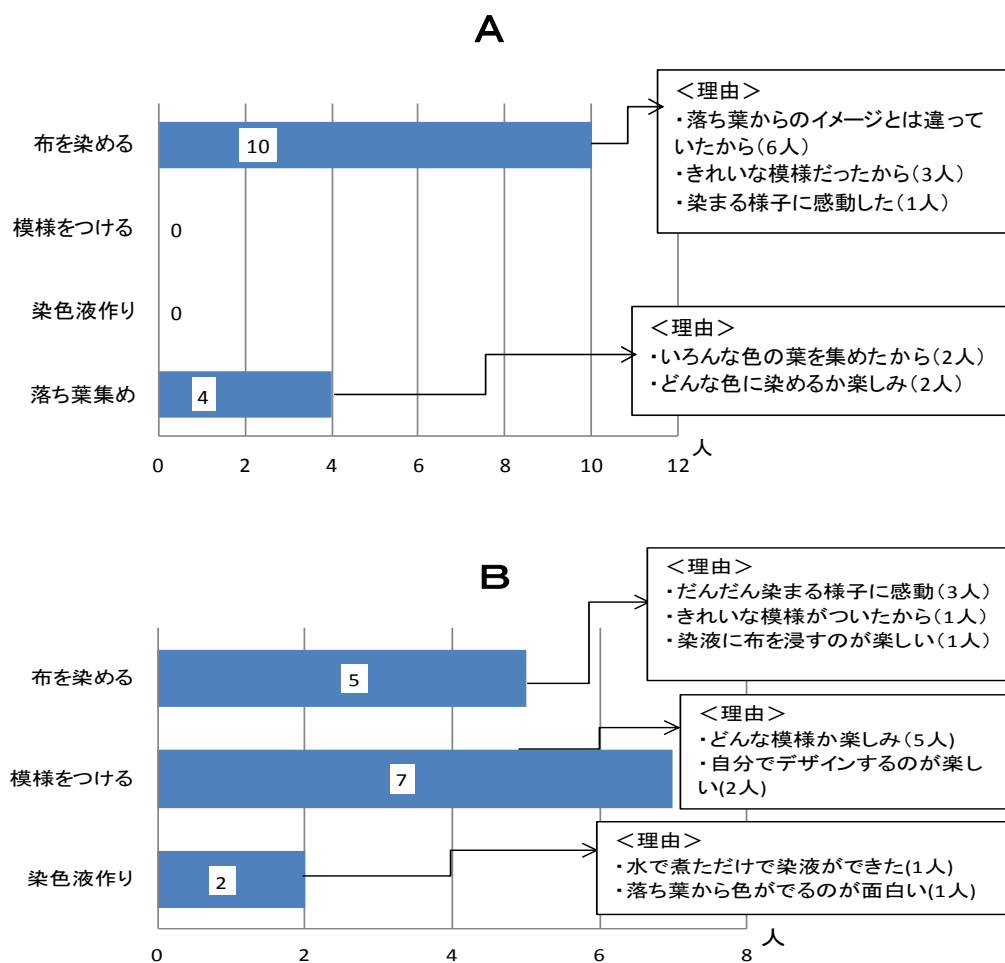 A
<理由>
・落ち葉からのイメージとは違って
いたから(6人)
・きれいな模様だったから(3人)
・染まる様子に感動した(1人)
布を染める
10
模様をつける
0
染色液作り
0
<理由>
・いろんな色の葉を集めたから(2人)
・どんな色に染めるか楽しみ(2人)
落ち葉集め
4
0 2 4 6 8 10 12 人
B
<理由>
・だんだん染まる様子に感動(3人)
・きれいな模様がついたから(1人)
・染液に布を浸すのが楽しい(1人)
布を染める
5
<理由>
・どんな模様か楽しみ(5人)
・自分でデザインするのが楽し
い(2人)
模様をつける
7
<理由>
・水で煮ただけで染液ができた(1人)
・落ち葉から色がでるのが面白い(1人)
染色液作り
2
0 2 4 6 8 人